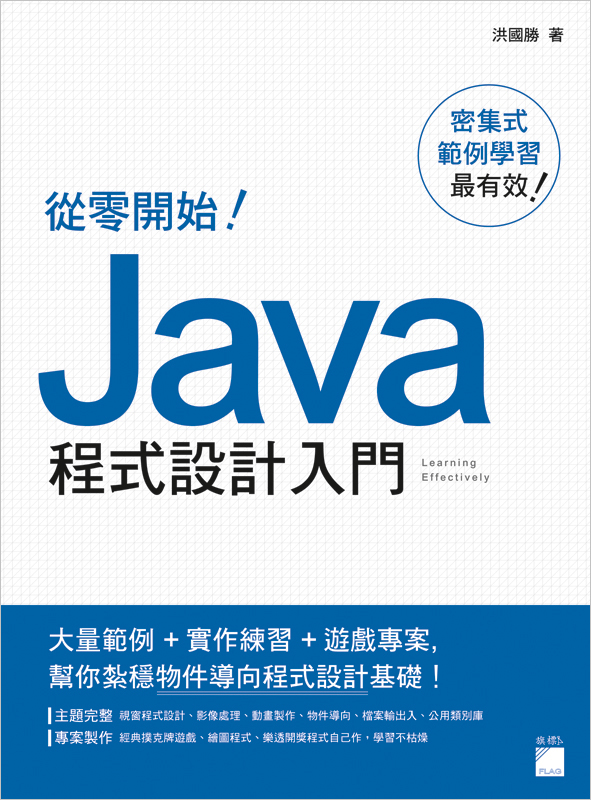 洪國勝 著
密集式
範例學習
最有效!
從零開始!
Java
程式設計入門
Learning
Effectively
大量範例 + 實作練習 + 遊戲專案,
幫你紮穩物件導向程式設計基礎!
主題完整 視窗程式設計、影像處理、動畫製作、物件導向、檔案輸出入、公用類別庫
專案製作 經典撲克牌遊戲、繪圖程式、樂透開獎程式自己作,學習不枯燥
旗標
FLAG